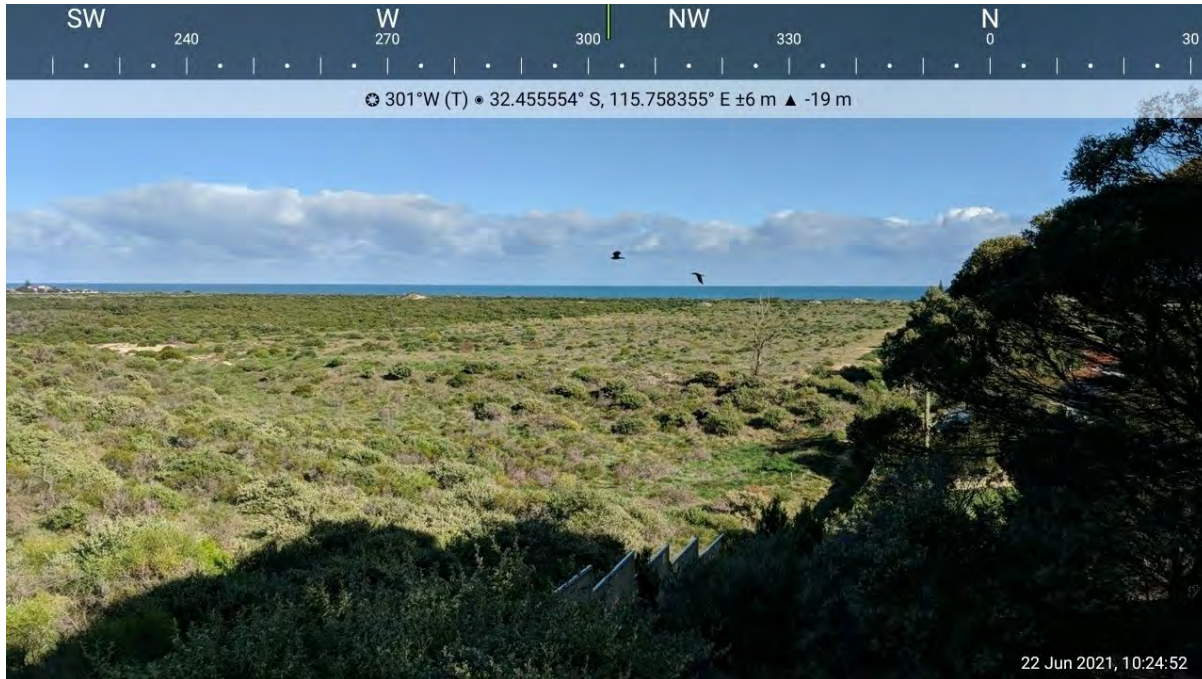 SW W NW N
240 270 300 330 0 30
301°W (T) ◉ 32.455554° S, 115.758355° E ±6 m ▲ -19 m
22 Jun 2021, 10:24:52